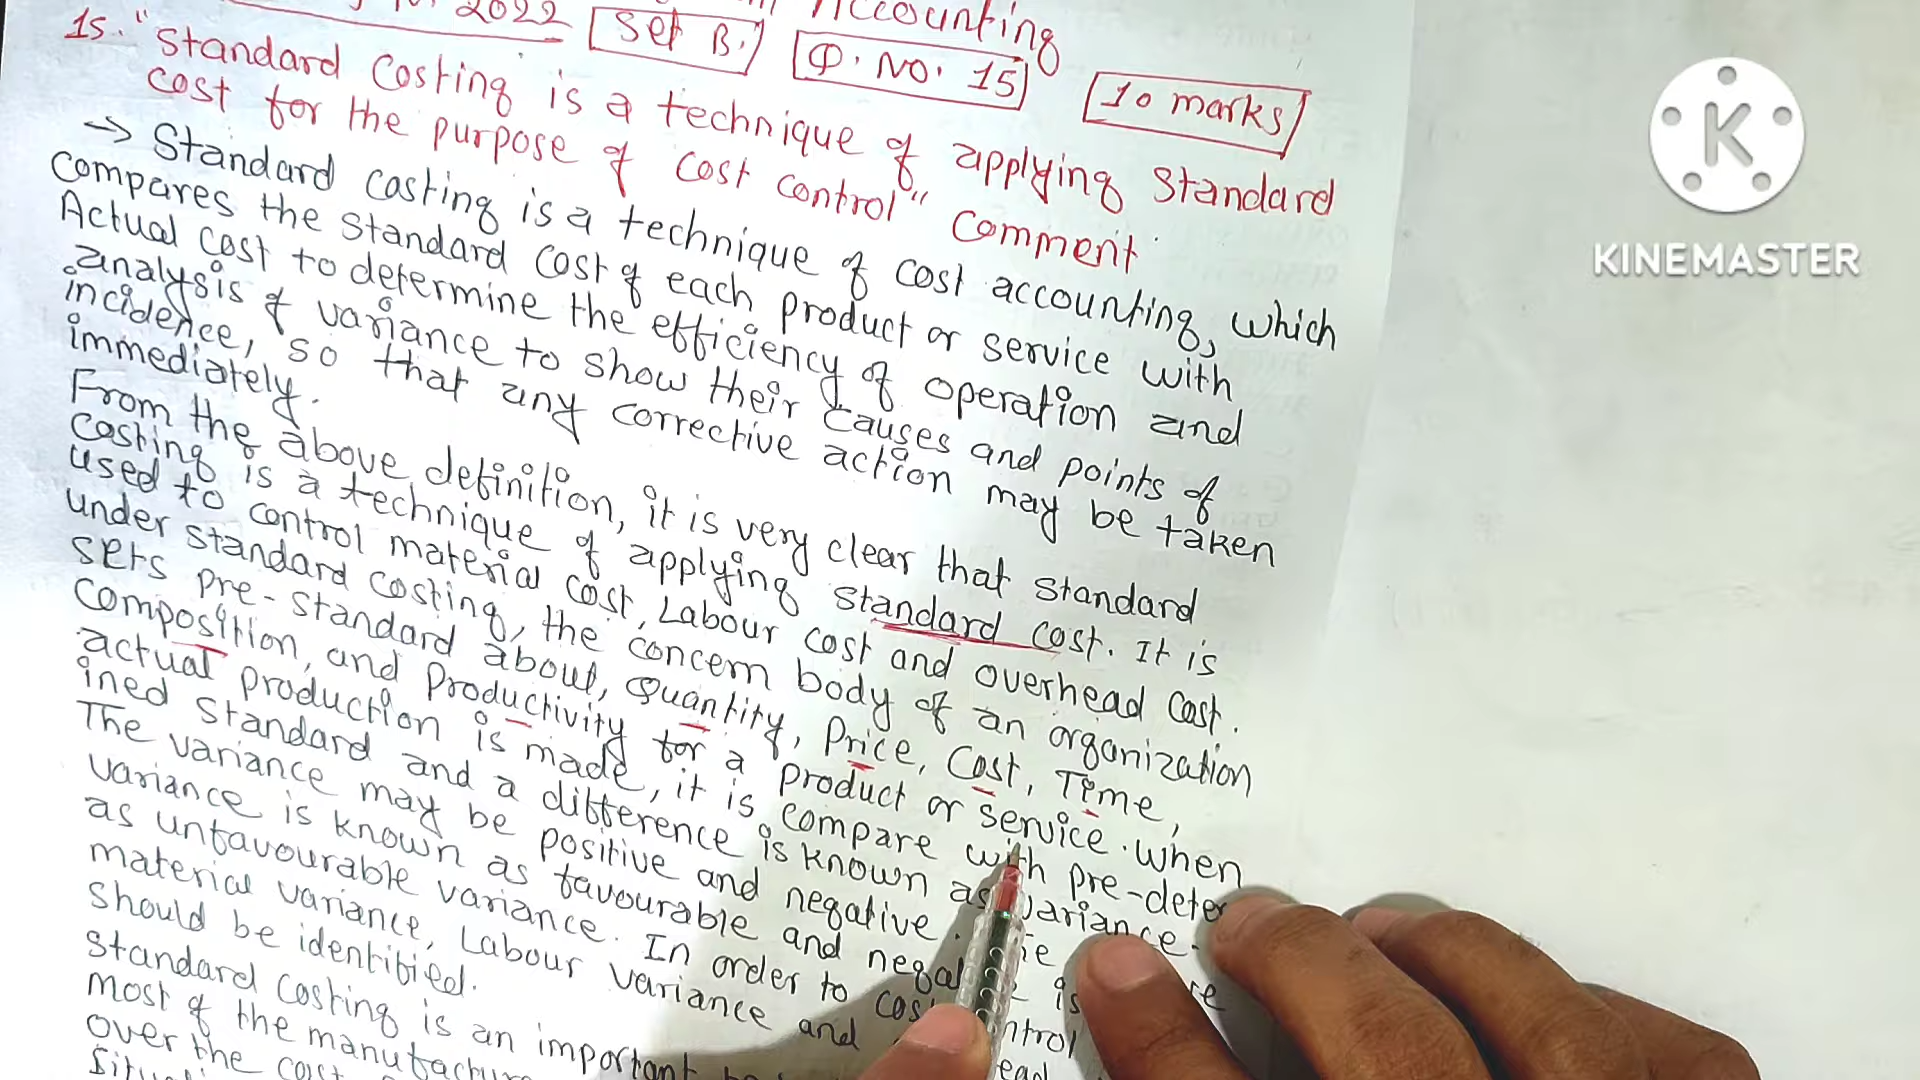 2022 Accounting
Set B. Q. No. 15 10 marks
15. "Standard Costing is a technique of applying Standard
cost for the purpose of cost control" Comment.
→ Standard casting is a technique of cost accounting, which
compares the standard cost of each product or service with
Actual cost to determine the efficiency of operation and
analysis of variance to show their causes and points of
incidence, so that any corrective action may be taken
immediately.
From the above definition, it is very clear that standard
casting is a technique of applying standard cost. It is
used to control material cost, Labour cost and overhead cost.
under standard costing, the concern body of an organization
sets pre-standard about, quantity, Price, Cost, Time,
Composition, and Productivity for a product or service. When
actual production is made, it is compare with pre-deter
ined standard and a difference is known as variance.
The variance may be positive and negative.
variance is known as favourable and
as unfavourable variance. In order to
material variance, Labour variance and
should be identified.
Standard Costing is an important
most of the
over the
KINEMASTER